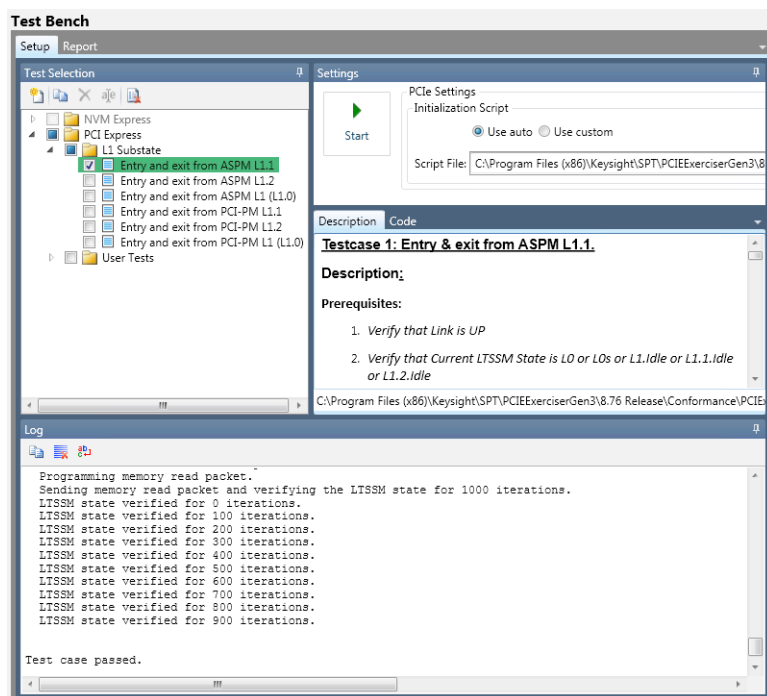 Test Bench
Setup Report
Test Selection
NVM Express
PCI Express
L1 Substate
Entry and exit from ASPM L1.1
Entry and exit from ASPM L1.2
Entry and exit from ASPM L1 (L1.0)
Entry and exit from PCI-PM L1.1
Entry and exit from PCI-PM L1.2
Entry and exit from PCI-PM L1 (L1.0)
User Tests
Settings
Start
PCIe Settings
Initialization Script
Use auto Use custom
Script File: C:\Program Files (x86)\Keysight\SPT\PCIEExerciserGen3\8
Description Code
Testcase 1: Entry & exit from ASPM L1.1.
Description:
Prerequisites:
1. Verify that Link is UP
2. Verify that Current LTSSM State is L0 or L0s or L1.Idle or L1.1.Idle
or L1.2.Idle
C:\Program Files (x86)\Keysight\SPT\PCIEExerciserGen3\8.76 Release\Conformance\PCIE
Log
Programming memory read packet.
Sending memory read packet and verifying the LTSSM state for 1000 iterations.
LTSSM state verified for 0 iterations.
LTSSM state verified for 100 iterations.
LTSSM state verified for 200 iterations.
LTSSM state verified for 300 iterations.
LTSSM state verified for 400 iterations.
LTSSM state verified for 500 iterations.
LTSSM state verified for 600 iterations.
LTSSM state verified for 700 iterations.
LTSSM state verified for 800 iterations.
LTSSM state verified for 900 iterations.
Test case passed.